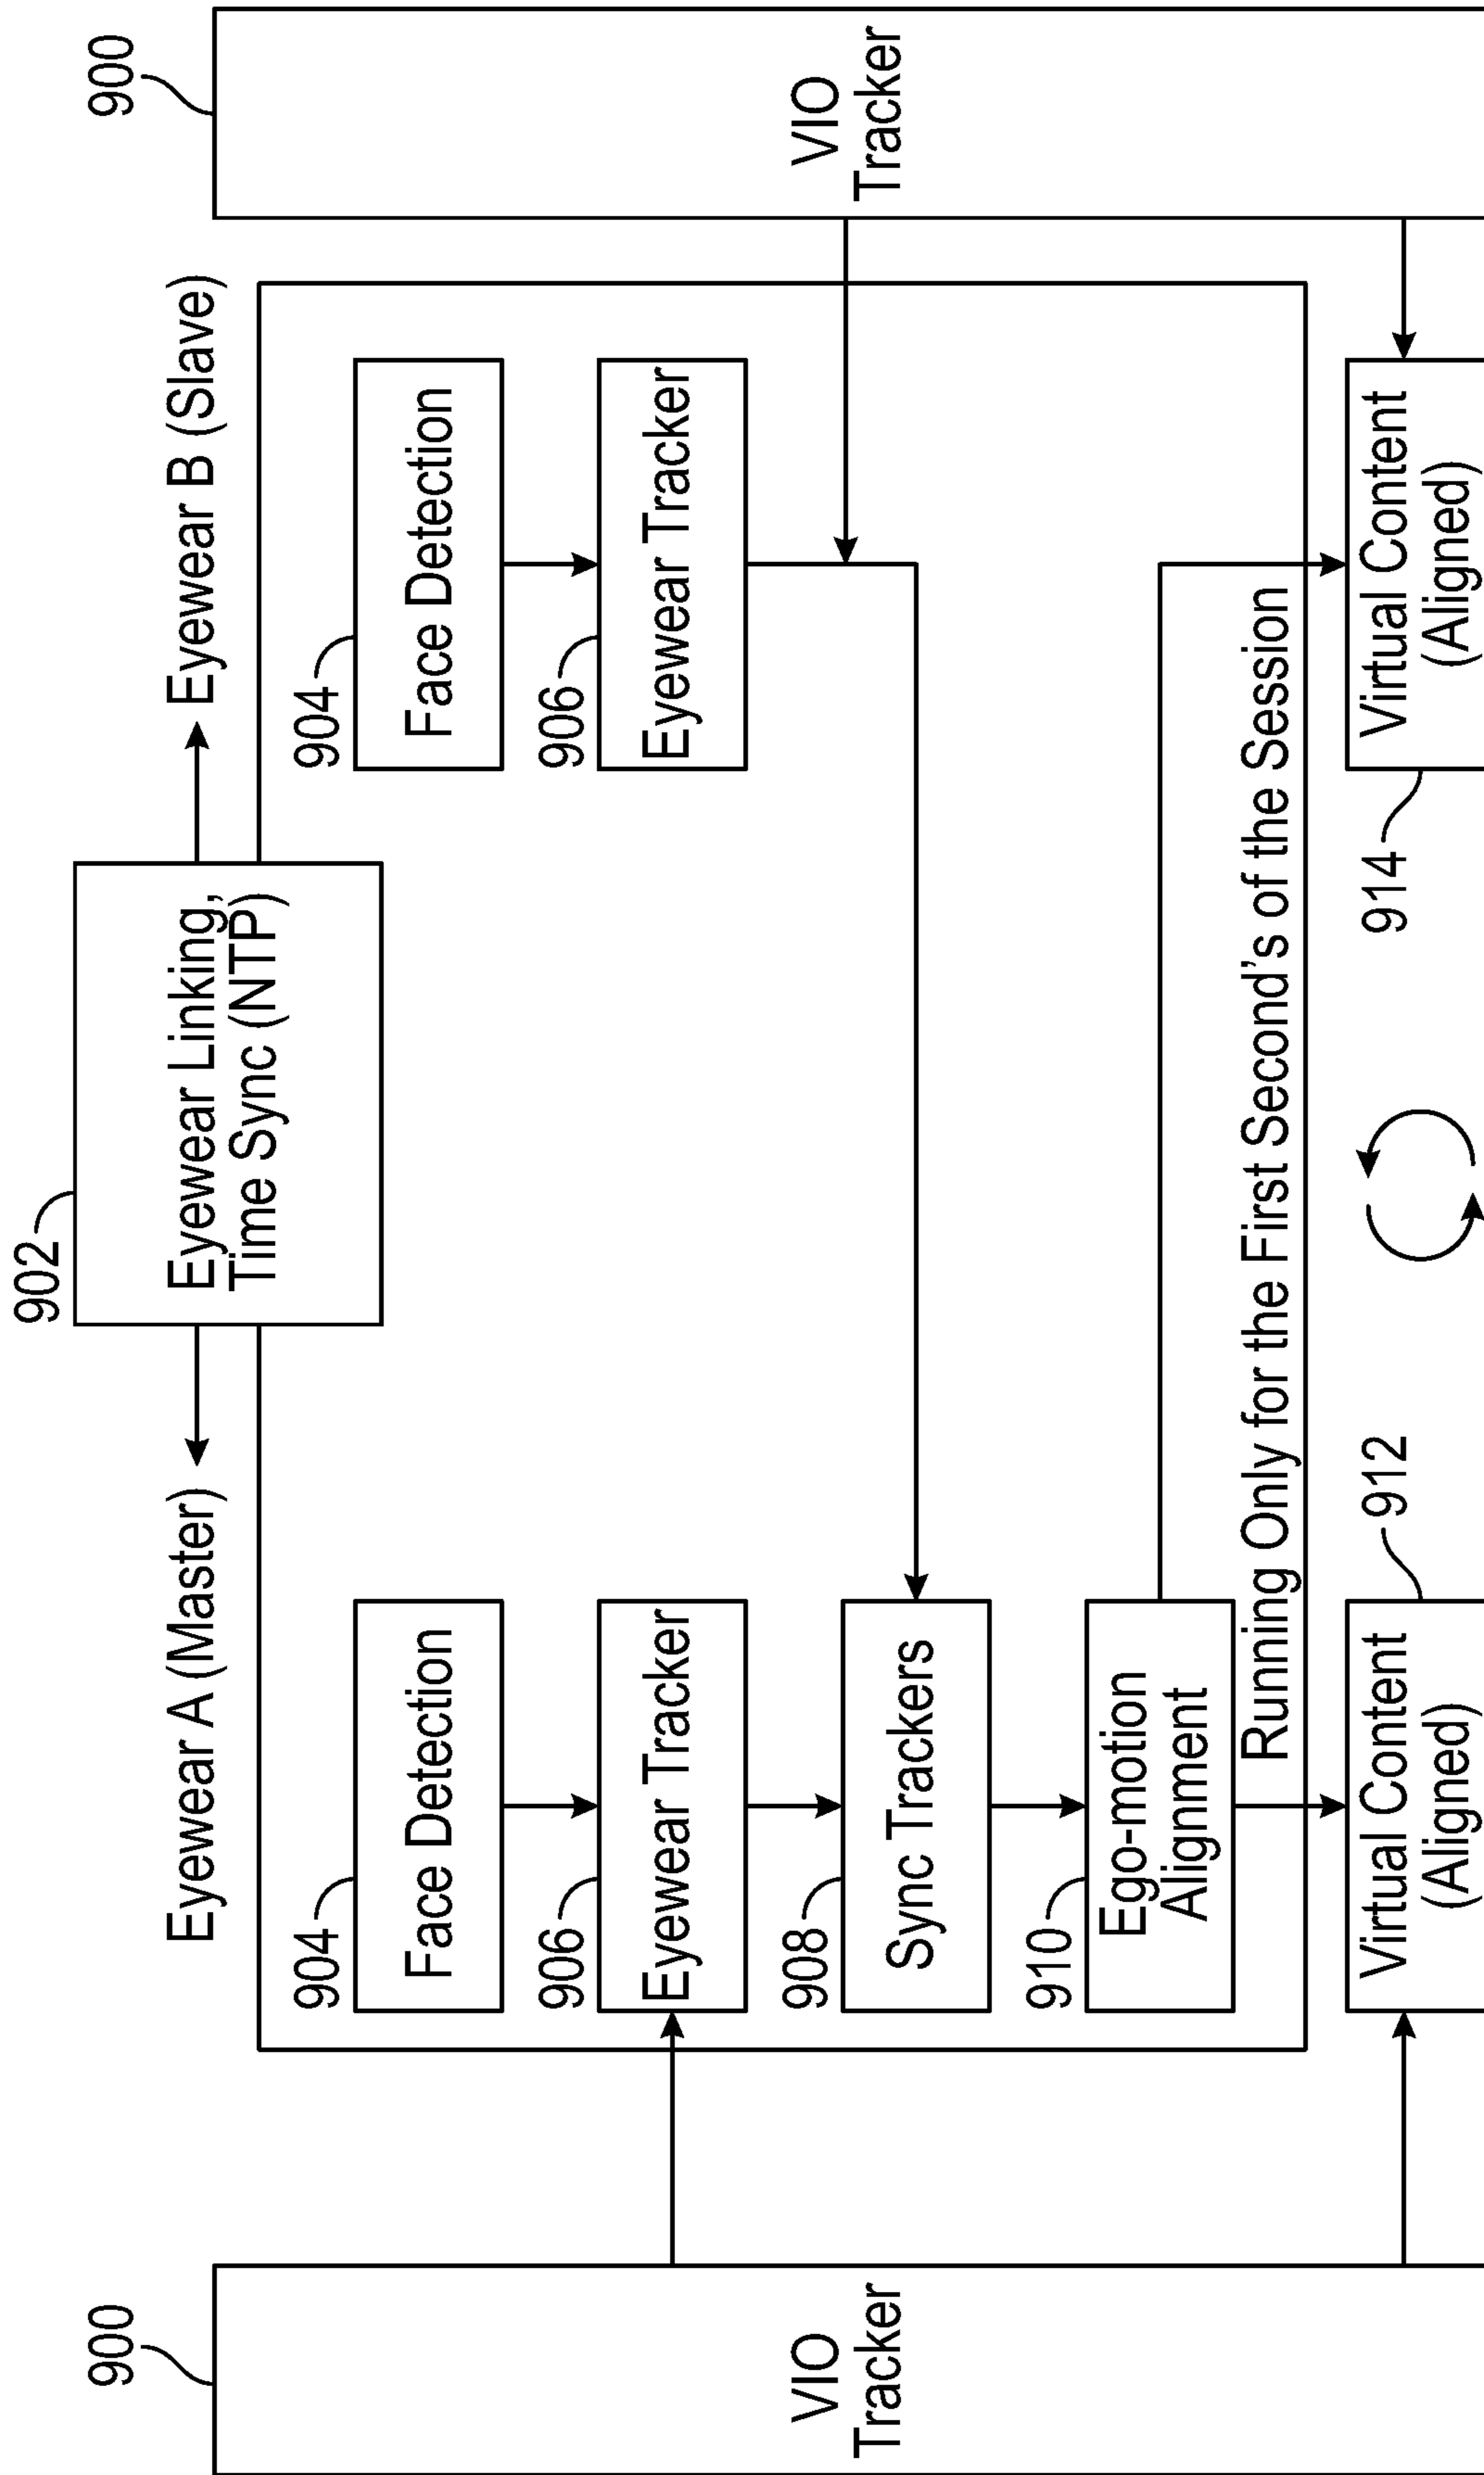 902
Eyewear Linking,
Time Sync (NTP)
Eyewear A (Master)
Eyewear B (Slave)
900
VIO
Tracker
900
VIO
Tracker
904
Face Detection
904
Face Detection
906
Eyewear Tracker
906
Eyewear Tracker
908
Sync Trackers
910
Ego-motion
Alignment
Running Only for the First Second's of the Session
Virtual Content
(Aligned)
912
914
Virtual Content
(Aligned)